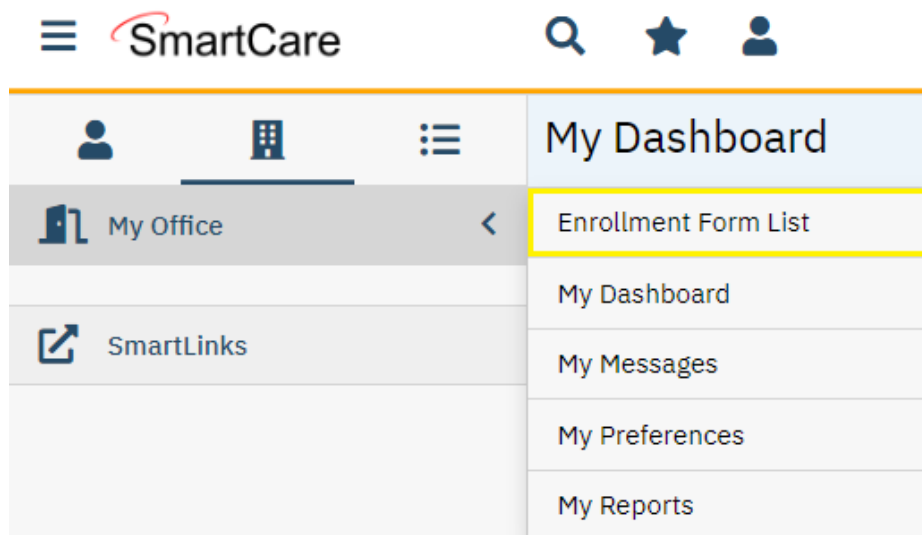 SmartCare
My Dashboard
My Office
Enrollment Form List
My Dashboard
SmartLinks
My Messages
My Preferences
My Reports